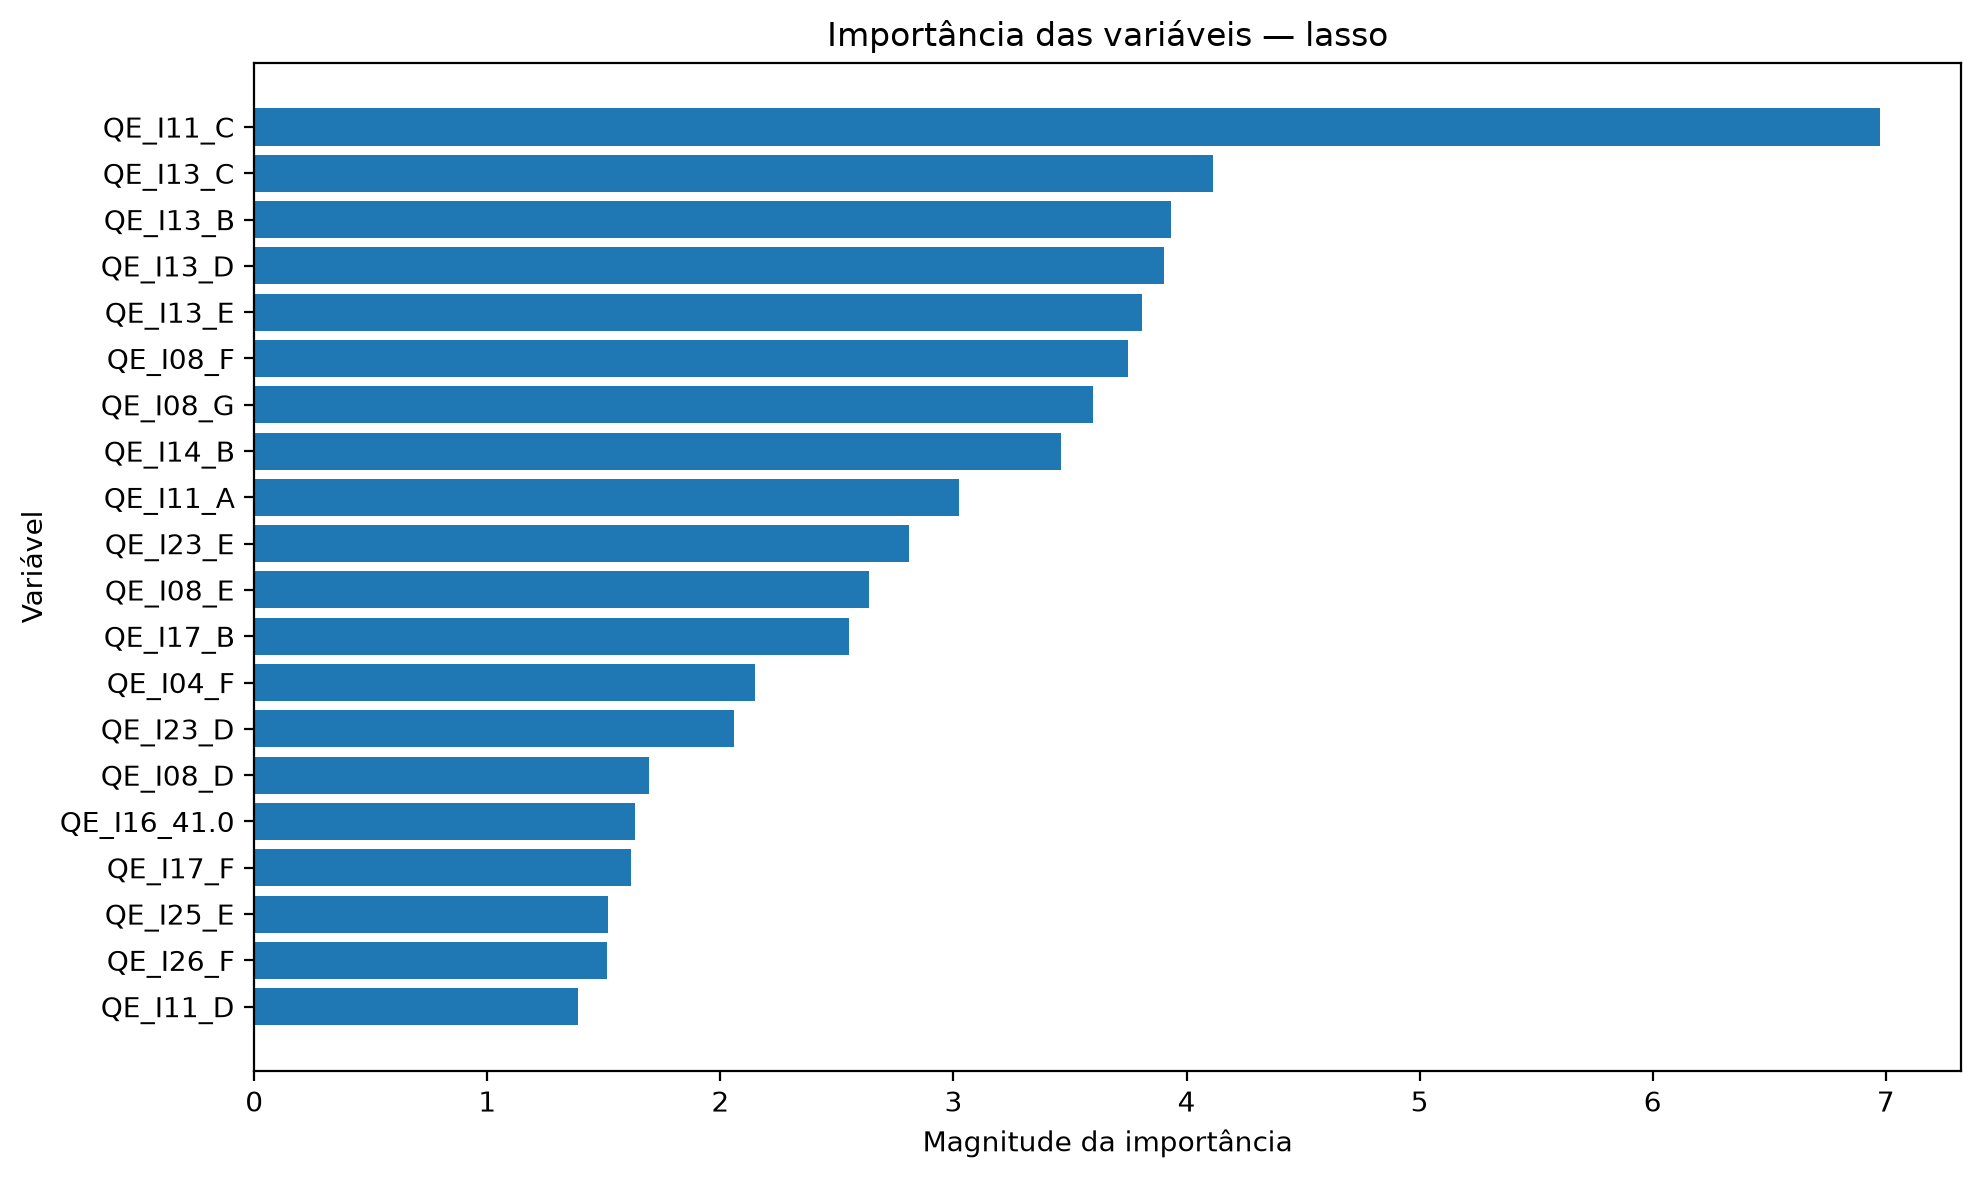 Importância das variáveis — lasso
QE_I11_C
QE_I13_C
QE_I13_B
QE_I13_D
QE_I13_E
QE_I08_F
QE_I08_G
QE_I14_B
QE_I11_A
QE_I23_E
QE_I08_E
QE_I17_B
QE_I04_F
QE_I23_D
QE_I08_D
QE_I16_41.0
QE_I17_F
QE_I25_E
QE_I26_F
QE_I11_D
Variável
0 1 2 3 4 5 6 7
Magnitude da importância